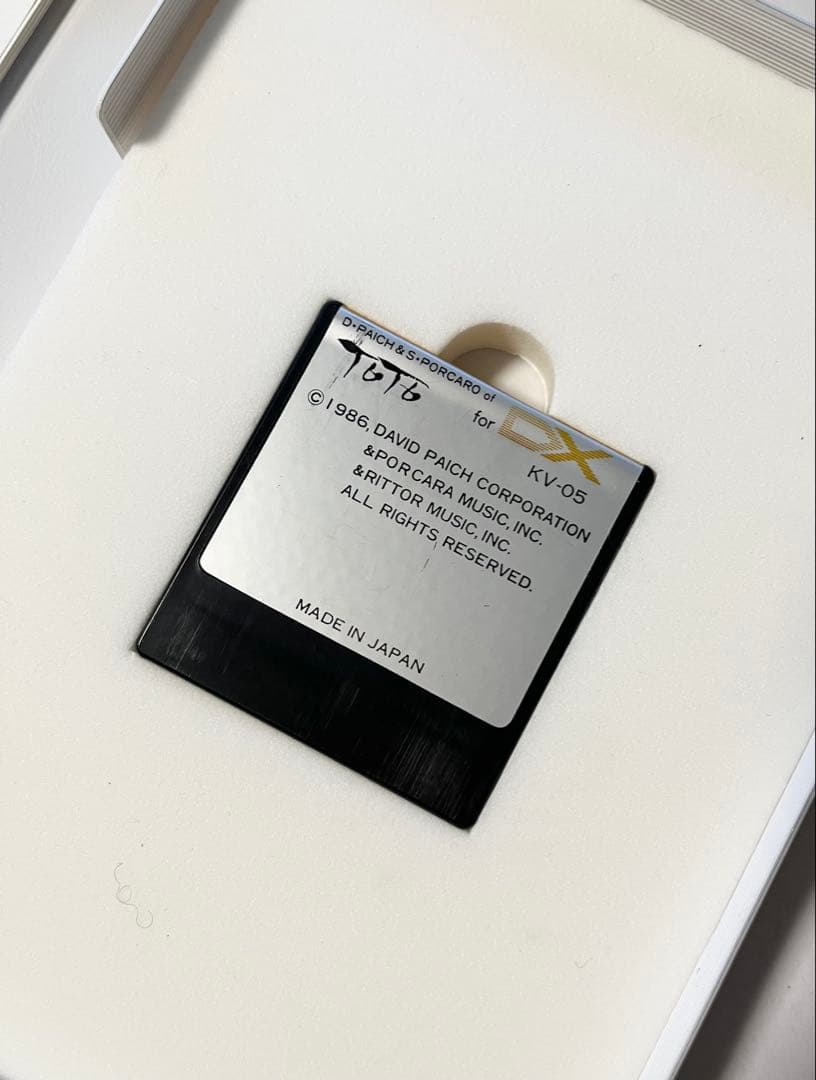 D•PAICH & S•PORCARO of
TOTO
for DX
KV-05
©1986, DAVID PAICH CORPORATION
&PORCARA MUSIC, INC.
&RITTOR MUSIC, INC.
ALL RIGHTS RESERVED.
MADE IN JAPAN